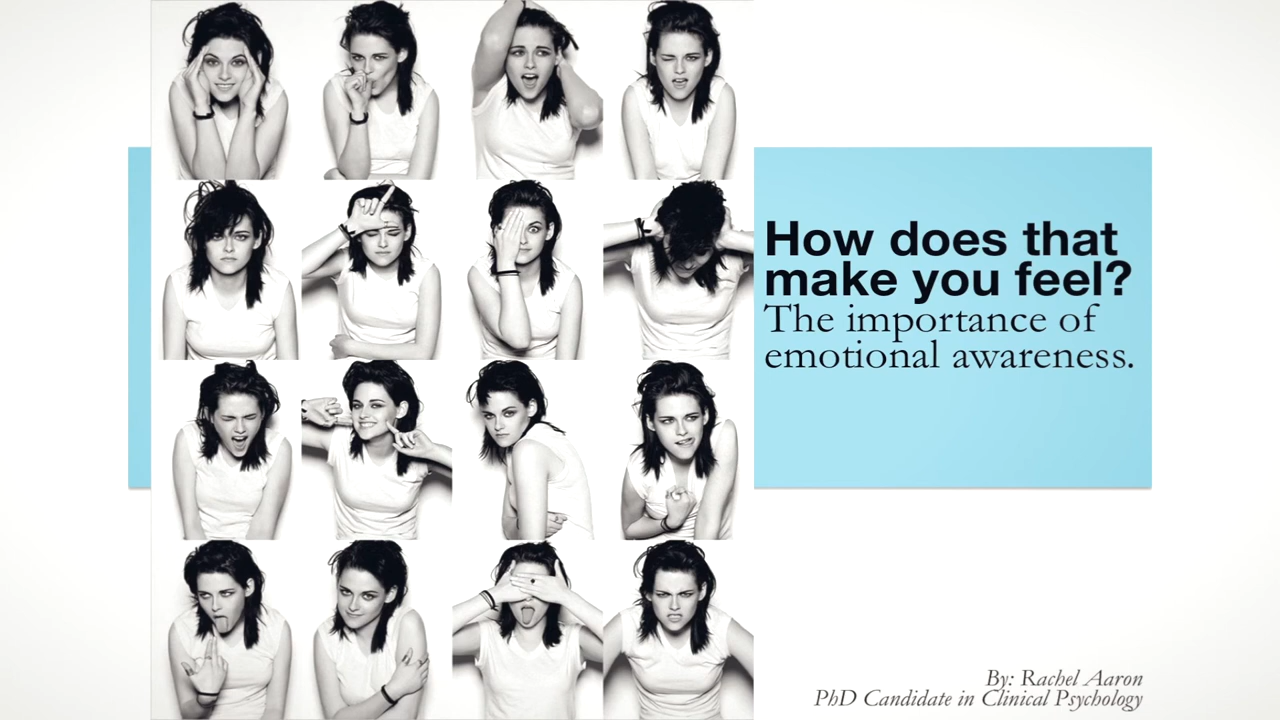 How does that
make you feel?
The importance of
emotional awareness.
By: Rachel Aaron
PhD Candidate in Clinical Psychology